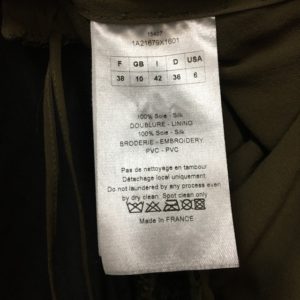 1A21679X1601
F GB I D USA
38 10 42 36 6
100% Soie - Silk
DOUBLURE - LINING
100% Soie - Silk
BRODERIE - EMBROIDERY
PVC - PVC
Pas de nettoyage en tambour
Détachage local uniquement.
Do not laundered by any process even
by dry clean. Spot clean only
Made In FRANCE